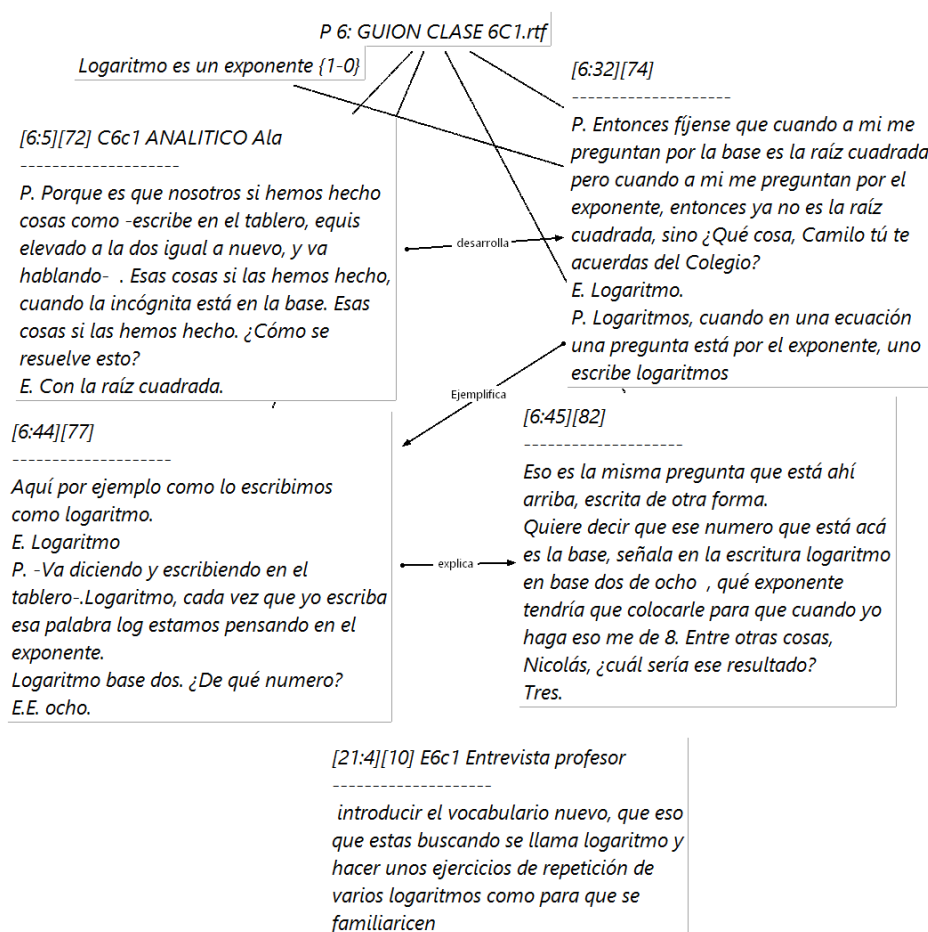 P 6: GUION CLASE 6C1.rtf
Logaritmo es un exponente {1-0}
[6:5][72] C6c1 ANALITICO Ala
--------------------
P. Porque es que nosotros si hemos hecho
cosas como -escribe en el tablero, equis
elevado a la dos igual a nuevo, y va
hablando-  . Esas cosas si las hemos hecho,
cuando la incógnita está en la base. Esas
cosas si las hemos hecho. ¿Cómo se
resuelve esto?
E. Con la raíz cuadrada.
desarrolla
[6:32][74]
--------------------
P. Entonces fíjense que cuando a mi me
preguntan por la base es la raíz cuadrada
pero cuando a mi me preguntan por el
exponente, entonces ya no es la raíz
cuadrada, sino ¿Qué cosa, Camilo tú te
acuerdas del Colegio?
E. Logaritmo.
P. Logaritmos, cuando en una ecuación
una pregunta está por el exponente, uno
escribe logaritmos
Ejemplifica
[6:44][77]
--------------------
Aquí por ejemplo como lo escribimos
como logaritmo.
E. Logaritmo
P. -Va diciendo y escribiendo en el
tablero-.Logaritmo, cada vez que yo escriba
esa palabra log estamos pensando en el
exponente.
Logaritmo base dos. ¿De qué numero?
E.E. ocho.
explica
[6:45][82]
--------------------
Eso es la misma pregunta que está ahí
arriba, escrita de otra forma.
Quiere decir que ese numero que está acá
es la base, señala en la escritura logaritmo
en base dos de ocho  , qué exponente
tendría que colocarle para que cuando yo
haga eso me de 8. Entre otras cosas,
Nicolás, ¿cuál sería ese resultado?
Tres.
[21:4][10] E6c1 Entrevista profesor
--------------------
introducir el vocabulario nuevo, que eso
que estas buscando se llama logaritmo y
hacer unos ejercicios de repetición de
varios logaritmos como para que se
familiaricen